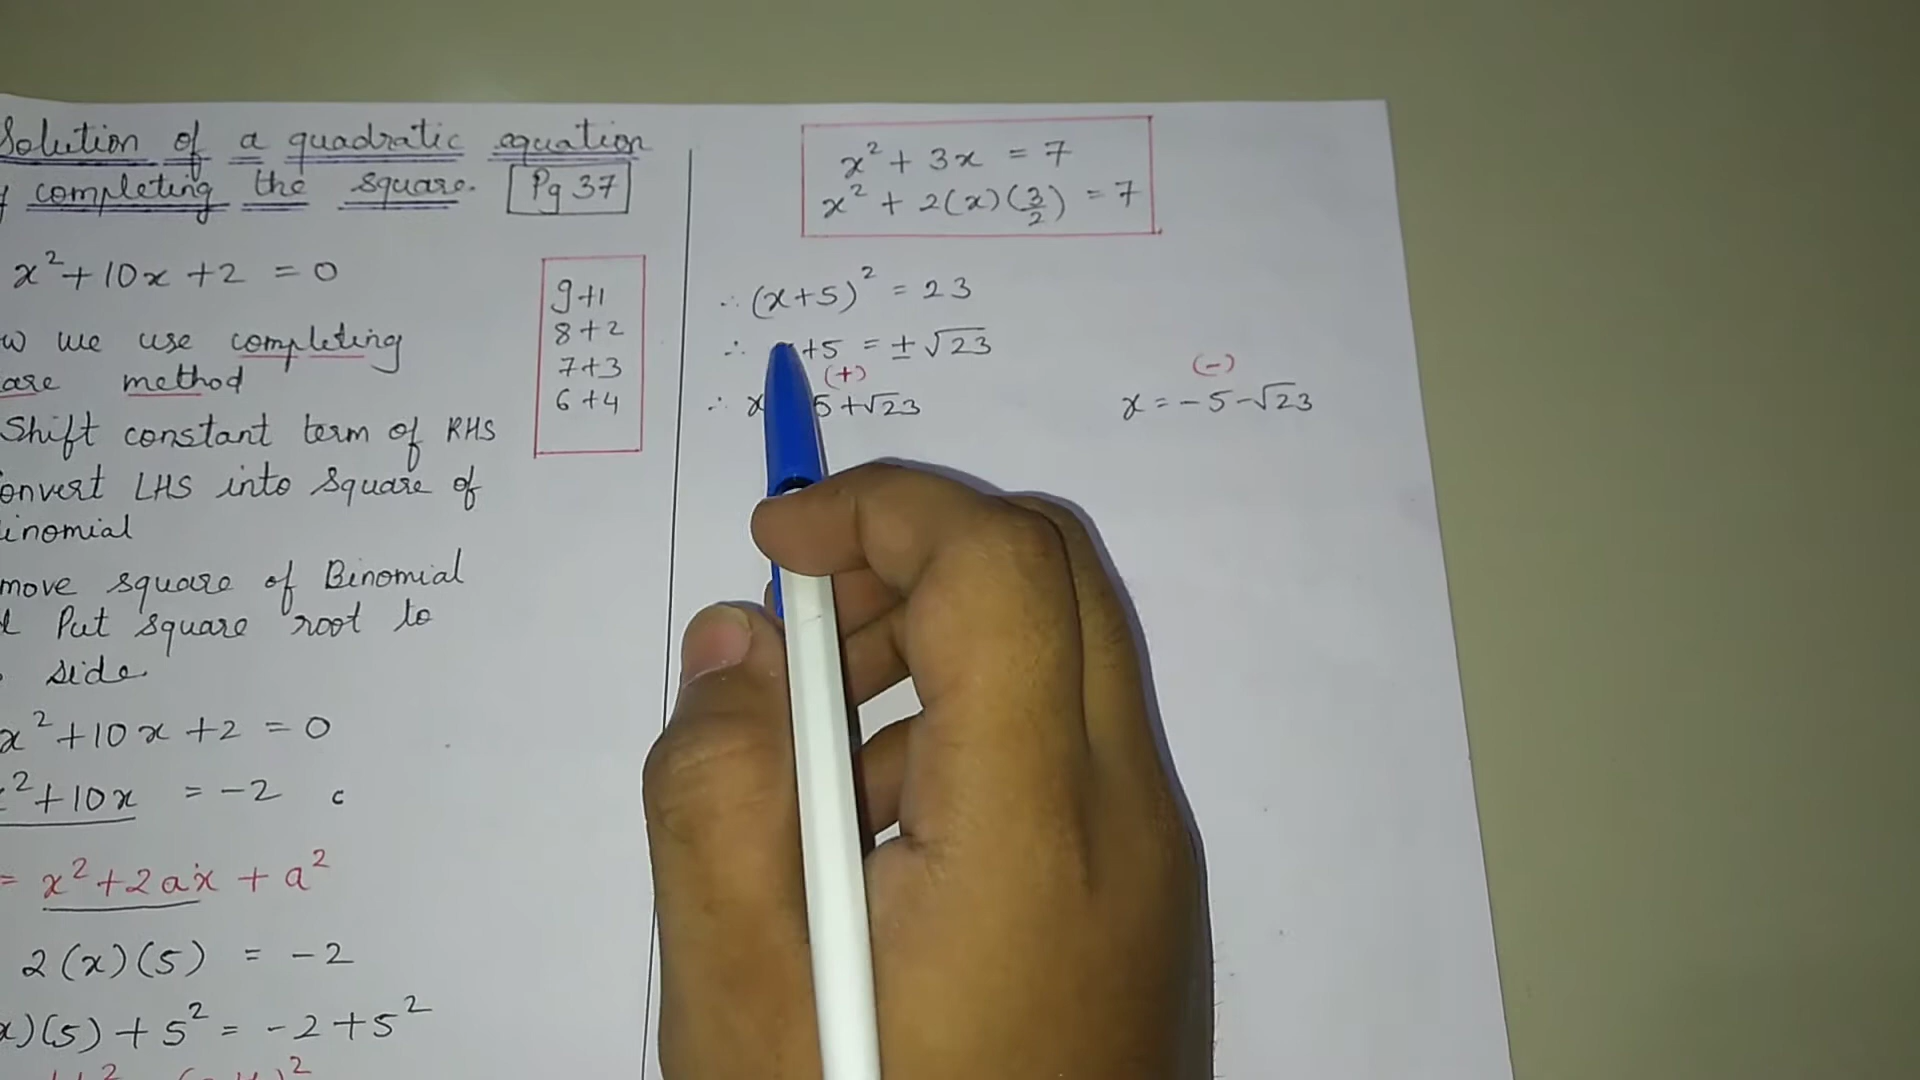 Solution of a quadratic equation
completing the square. Pg 37
x²+10x+2 = 0
we use completing
method
Shift constant term of RHS
LHS into square of
square of Binomial
Put square root to
side
x²+10x+2 = 0
²+10x = -2 c
= x²+2ax + a²
2(x)(5) = -2
)(5) + 5² = -2+5²
9+1
8+2
7+3
6+4
x² + 3x = 7
x² + 2(x)(3/2) = 7
∴ (x+5)² = 23
∴ +5 = ± √23
(+)
∴ x 5+√23
(-)
x = -5-√23